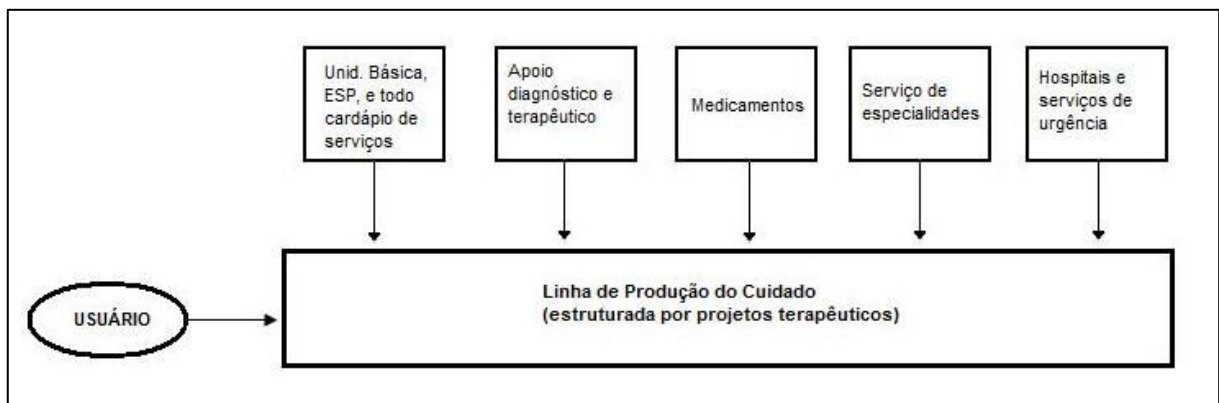 Unid. Básica,
ESP, e todo
cardápio de
serviços
Apoio
diagnóstico e
terapêutico
Medicamentos
Serviço de
especialidades
Hospitais e
serviços de
urgência
USUÁRIO
Linha de Produção do Cuidado
(estruturada por projetos terapêuticos)